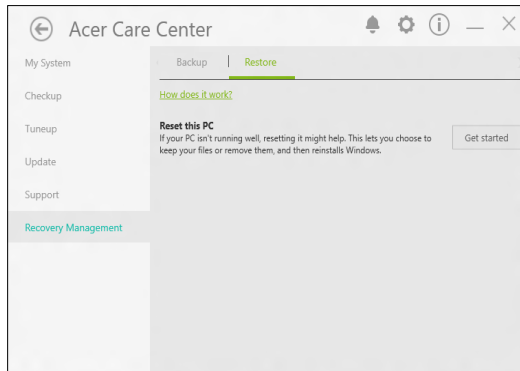 Acer Care Center
My System
Checkup
Tuneup
Update
Support
Recovery Management
Backup
Restore
How does it work?
Reset this PC
If your PC isn't running well, resetting it might help. This lets you choose to
keep your files or remove them, and then reinstalls Windows.
Get started